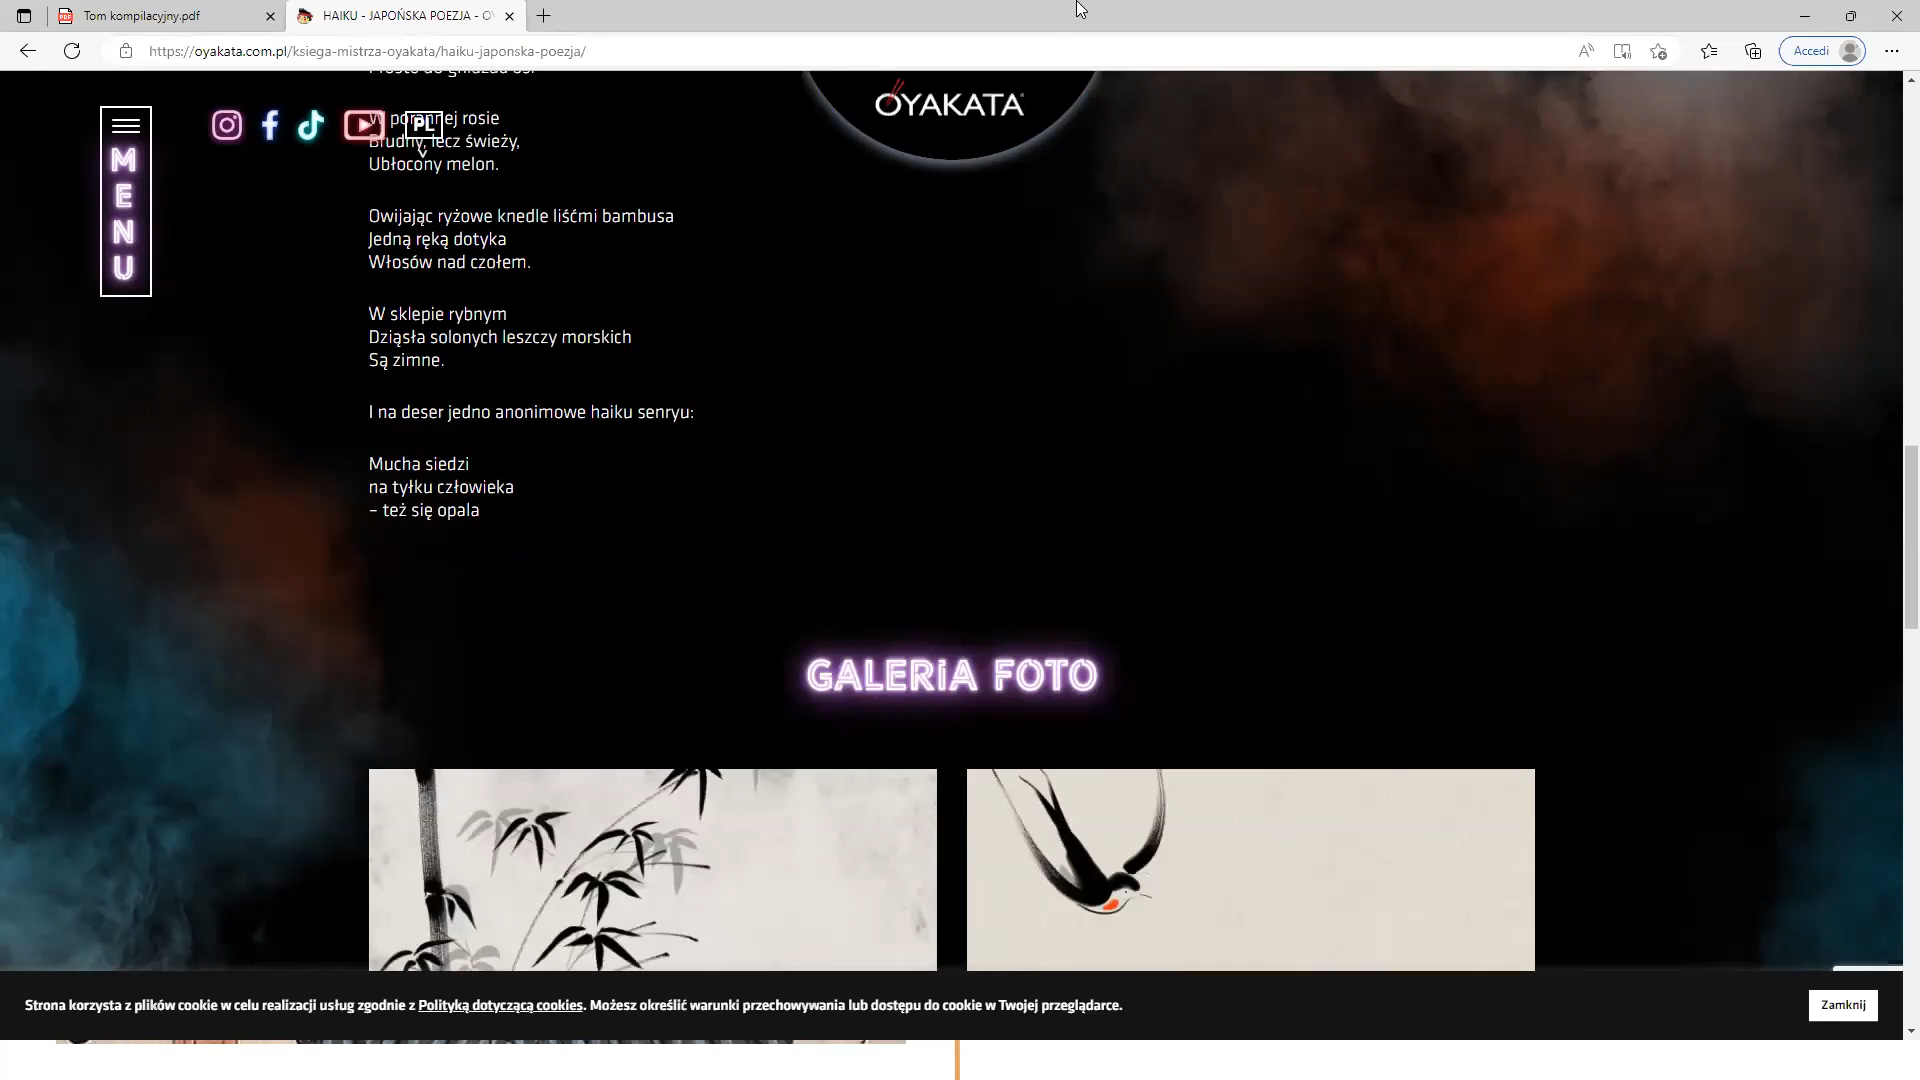 Tom kompilacyjny.pdf
HAIKU - JAPOŃSKA POEZJA - O
https://oyakata.com.pl/ksiega-mistrza-oyakata/haiku-japonska-poezja/
Accedi
OYAKATA
MENU
PL
W porannej rosie
Brudny, lecz świeży,
Ubłocony melon.
Owijając ryżowe knedle liśćmi bambusa
Jedną ręką dotyka
Włosów nad czołem.
W sklepie rybnym
Dziąsła solonych leszczy morskich
Są zimne.
I na deser jedno anonimowe haiku senryu:
Mucha siedzi
na tyłku człowieka
– też się opala
GALERIA FOTO
Strona korzysta z plików cookie w celu realizacji usług zgodnie z Polityką dotyczącą cookies. Możesz określić warunki przechowywania lub dostępu do cookie w Twojej przeglądarce.
Zamknij